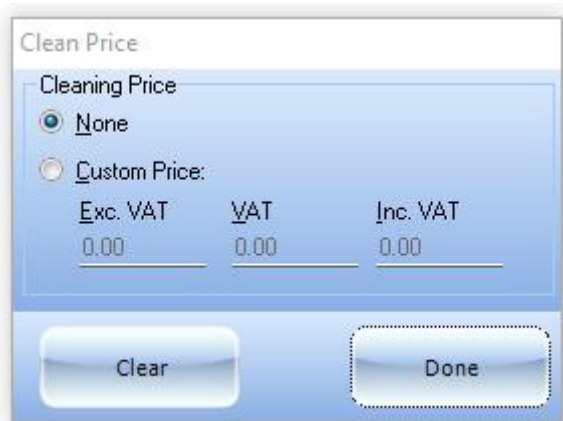 Clean Price
Cleaning Price
None
Custom Price:
Exc. VAT VAT Inc. VAT
0.00 0.00 0.00
Clear Done